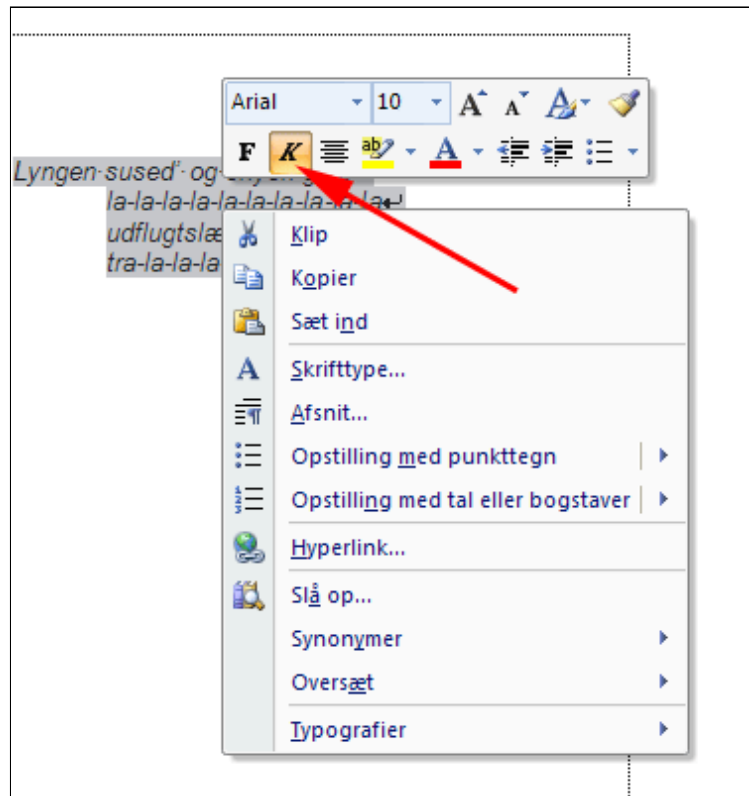 Arial 10 A A A
F K ab A
Lyngen sused' og
la-la-la-la-la-la-la-la-la-la
udflugtslæ
tra-la-la-la
Klip
Kopier
Sæt ind
Skrifttype...
Afsnit...
Opstilling med punkttegn
Opstilling med tal eller bogstaver
Hyperlink...
Slå op...
Synonymer
Oversæt
Typografier